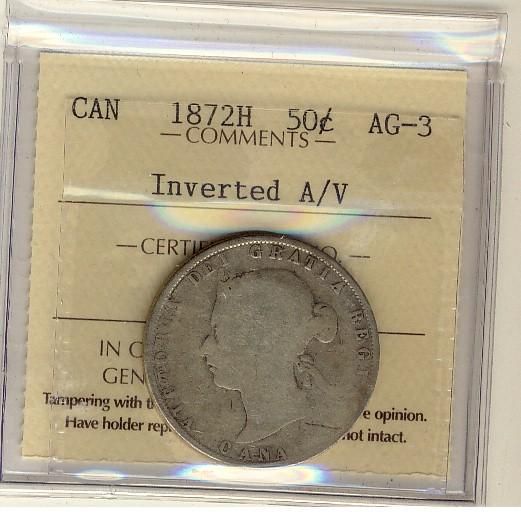 CAN 1872H 50¢ AG-3
— COMMENTS —
Inverted A/V
— CERTIF O. —
IN C
GEN
Tampering with t e opinion.
Have holder rep not intact.
DEI GRATIA REGI
CANA